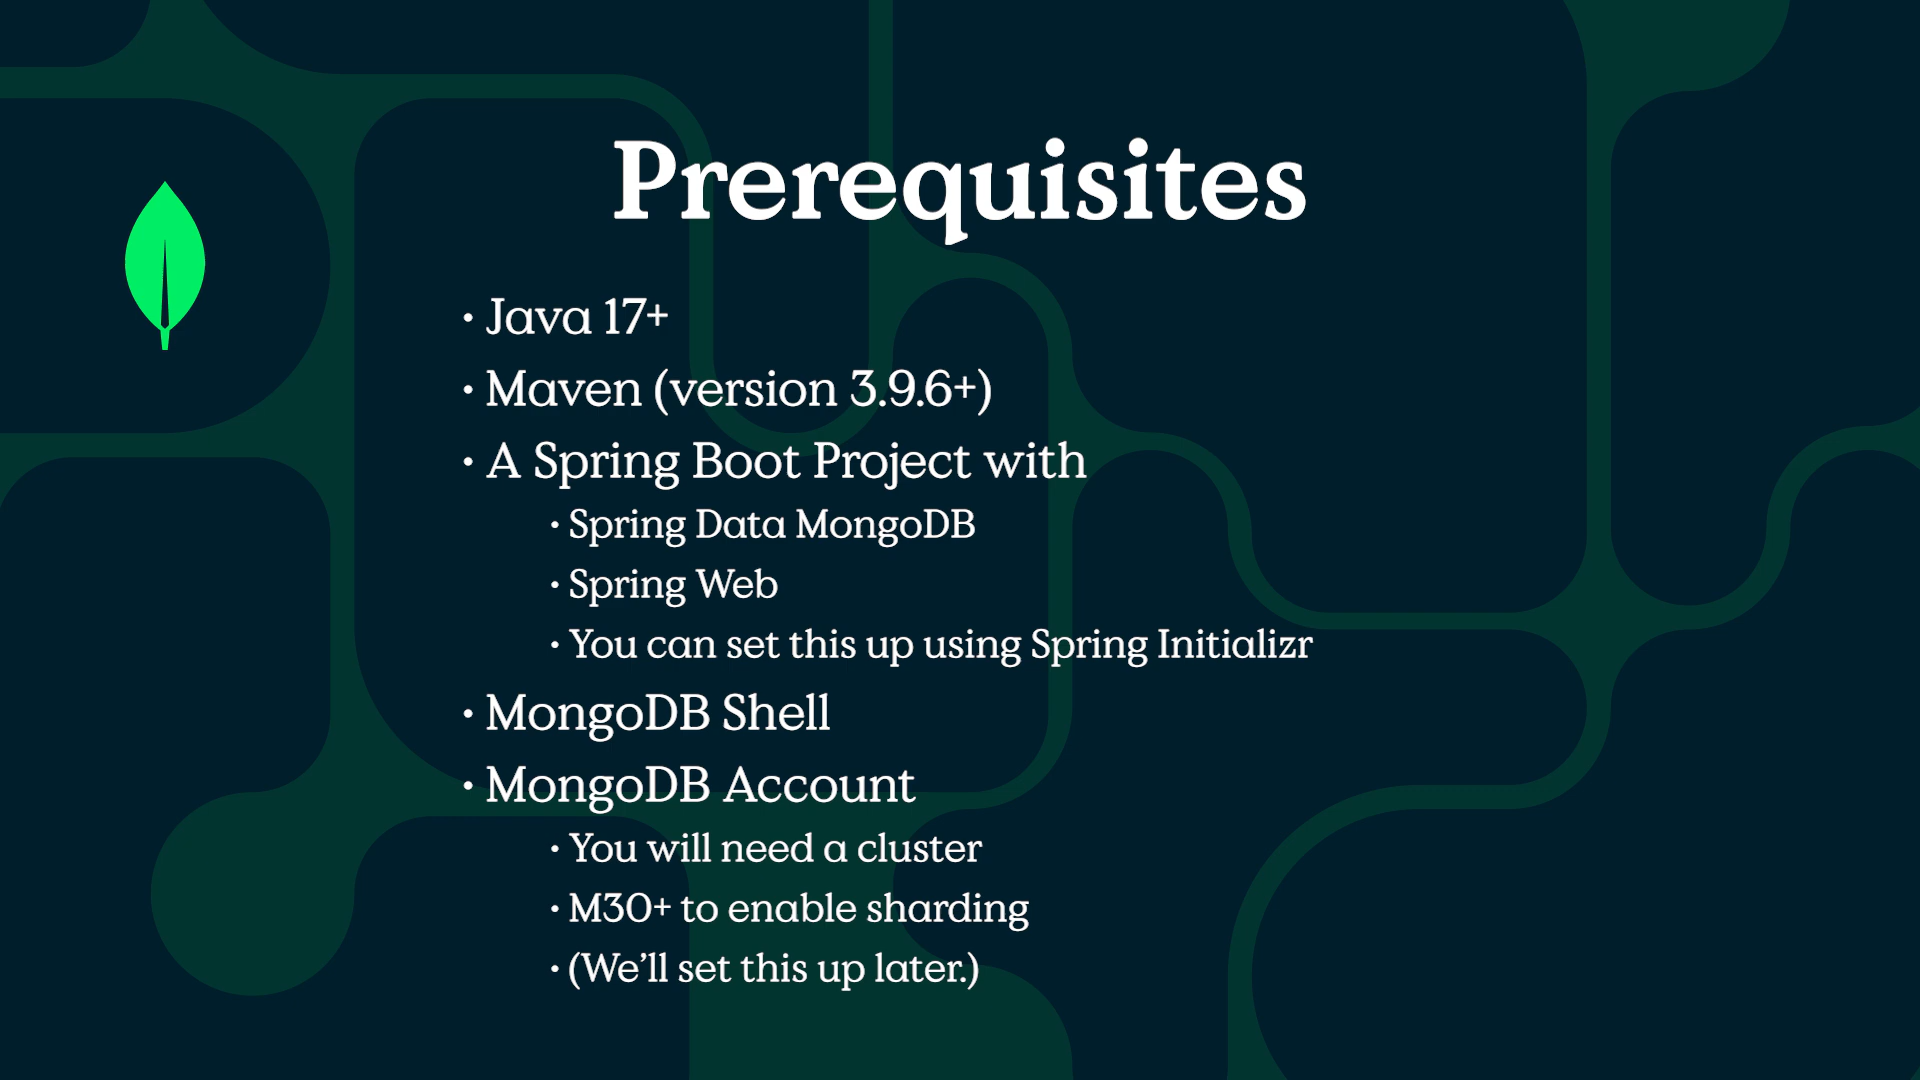 Prerequisites
• Java 17+
• Maven (version 3.9.6+)
• A Spring Boot Project with
• Spring Data MongoDB
• Spring Web
• You can set this up using Spring Initializr
• MongoDB Shell
• MongoDB Account
• You will need a cluster
• M30+ to enable sharding
• (We’ll set this up later.)